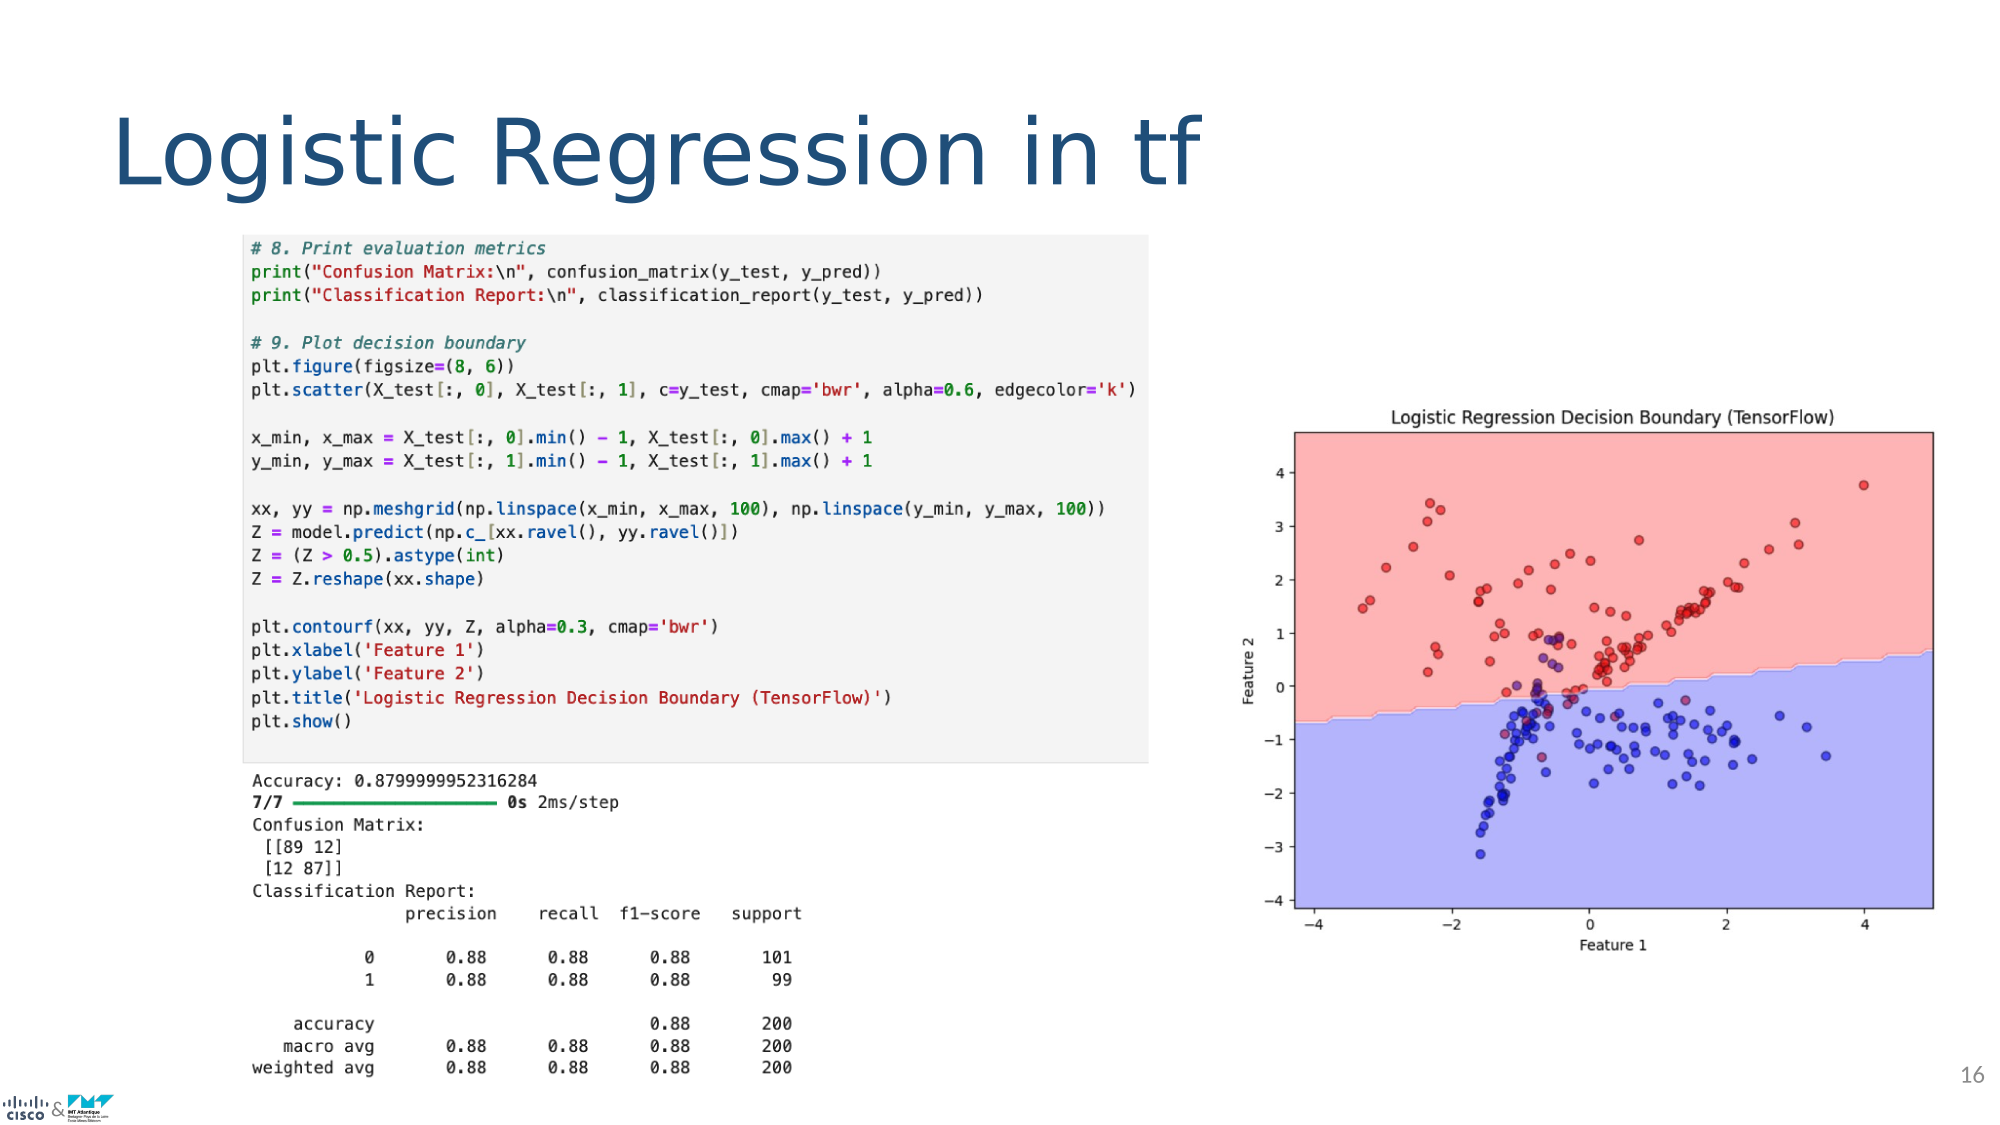 Logistic Regression in tf
# 8. Print evaluation metrics
print("Confusion Matrix:\n", confusion_matrix(y_test, y_pred))
print("Classification Report:\n", classification_report(y_test, y_pred))
# 9. Plot decision boundary
plt.figure(figsize=(8, 6))
plt.scatter(X_test[:, 0], X_test[:, 1], c=y_test, cmap='bwr', alpha=0.6, edgecolor='k')
x_min, x_max = X_test[:, 0].min() - 1, X_test[:, 0].max() + 1
y_min, y_max = X_test[:, 1].min() - 1, X_test[:, 1].max() + 1
xx, yy = np.meshgrid(np.linspace(x_min, x_max, 100), np.linspace(y_min, y_max, 100))
Z = model.predict(np.c_[xx.ravel(), yy.ravel()])
Z = (Z > 0.5).astype(int)
Z = Z.reshape(xx.shape)
plt.contourf(xx, yy, Z, alpha=0.3, cmap='bwr')
plt.xlabel('Feature 1')
plt.ylabel('Feature 2')
plt.title('Logistic Regression Decision Boundary (TensorFlow)')
plt.show()
Accuracy: 0.8799999952316284
7/7 0s 2ms/step
Confusion Matrix:
[[89 12]
[12 87]]
Classification Report:
precision recall f1-score support
0 0.88 0.88 0.88 101
1 0.88 0.88 0.88 99
accuracy 0.88 200
macro avg 0.88 0.88 0.88 200
weighted avg 0.88 0.88 0.88 200
Logistic Regression Decision Boundary (TensorFlow)
Feature 2
4
3
2
1
0
−1
−2
−3
−4
−4 −2 0 2 4
Feature 1
16
CISCO & IMT Atlantique